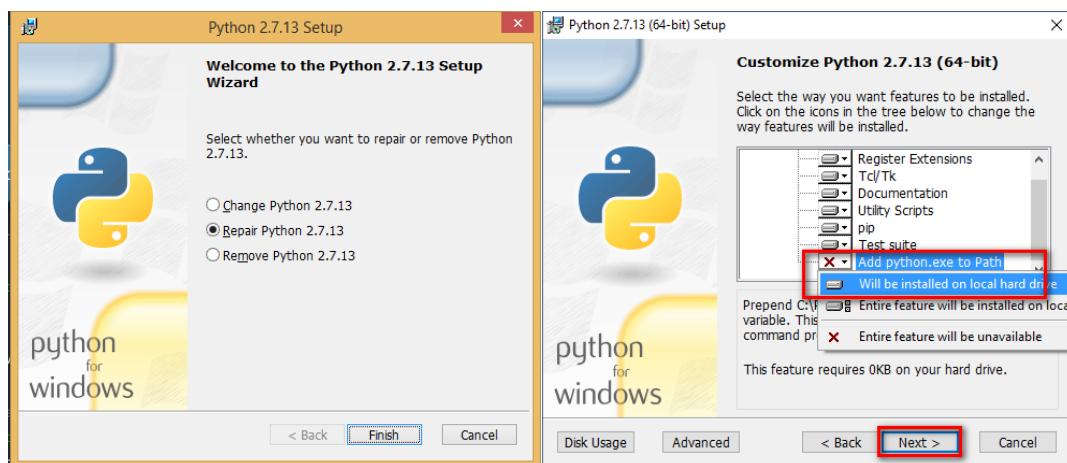 Python 2.7.13 Setup
Welcome to the Python 2.7.13 Setup
Wizard
Select whether you want to repair or remove Python
2.7.13.
Change Python 2.7.13
Repair Python 2.7.13
Remove Python 2.7.13
python
for
windows
< Back
Finish
Cancel
Python 2.7.13 (64-bit) Setup
Customize Python 2.7.13 (64-bit)
Select the way you want features to be installed.
Click on the icons in the tree below to change the
way features will be installed.
Register Extensions
Tcl/Tk
Documentation
Utility Scripts
pip
Test suite
Add python.exe to Path
Will be installed on local hard drive
Entire feature will be installed on loca
Entire feature will be unavailable
Prepend C:\
variable. This
command pr
This feature requires 0KB on your hard drive.
python
for
windows
Disk Usage
Advanced
< Back
Next >
Cancel